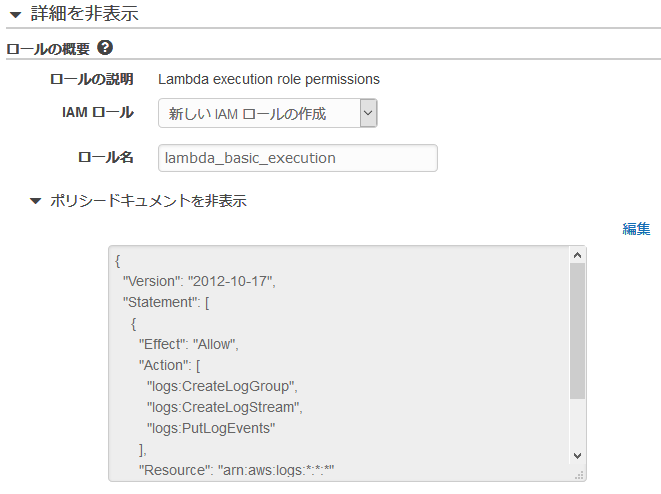 詳細を非表示
ロールの概要 ?
ロールの説明 Lambda execution role permissions
IAM ロール 新しい IAM ロールの作成
ロール名 lambda_basic_execution
ポリシードキュメントを非表示
編集
{
"Version": "2012-10-17",
"Statement": [
{
"Effect": "Allow",
"Action": [
"logs:CreateLogGroup",
"logs:CreateLogStream",
"logs:PutLogEvents"
],
"Resource": "arn:aws:logs:*:*:*"